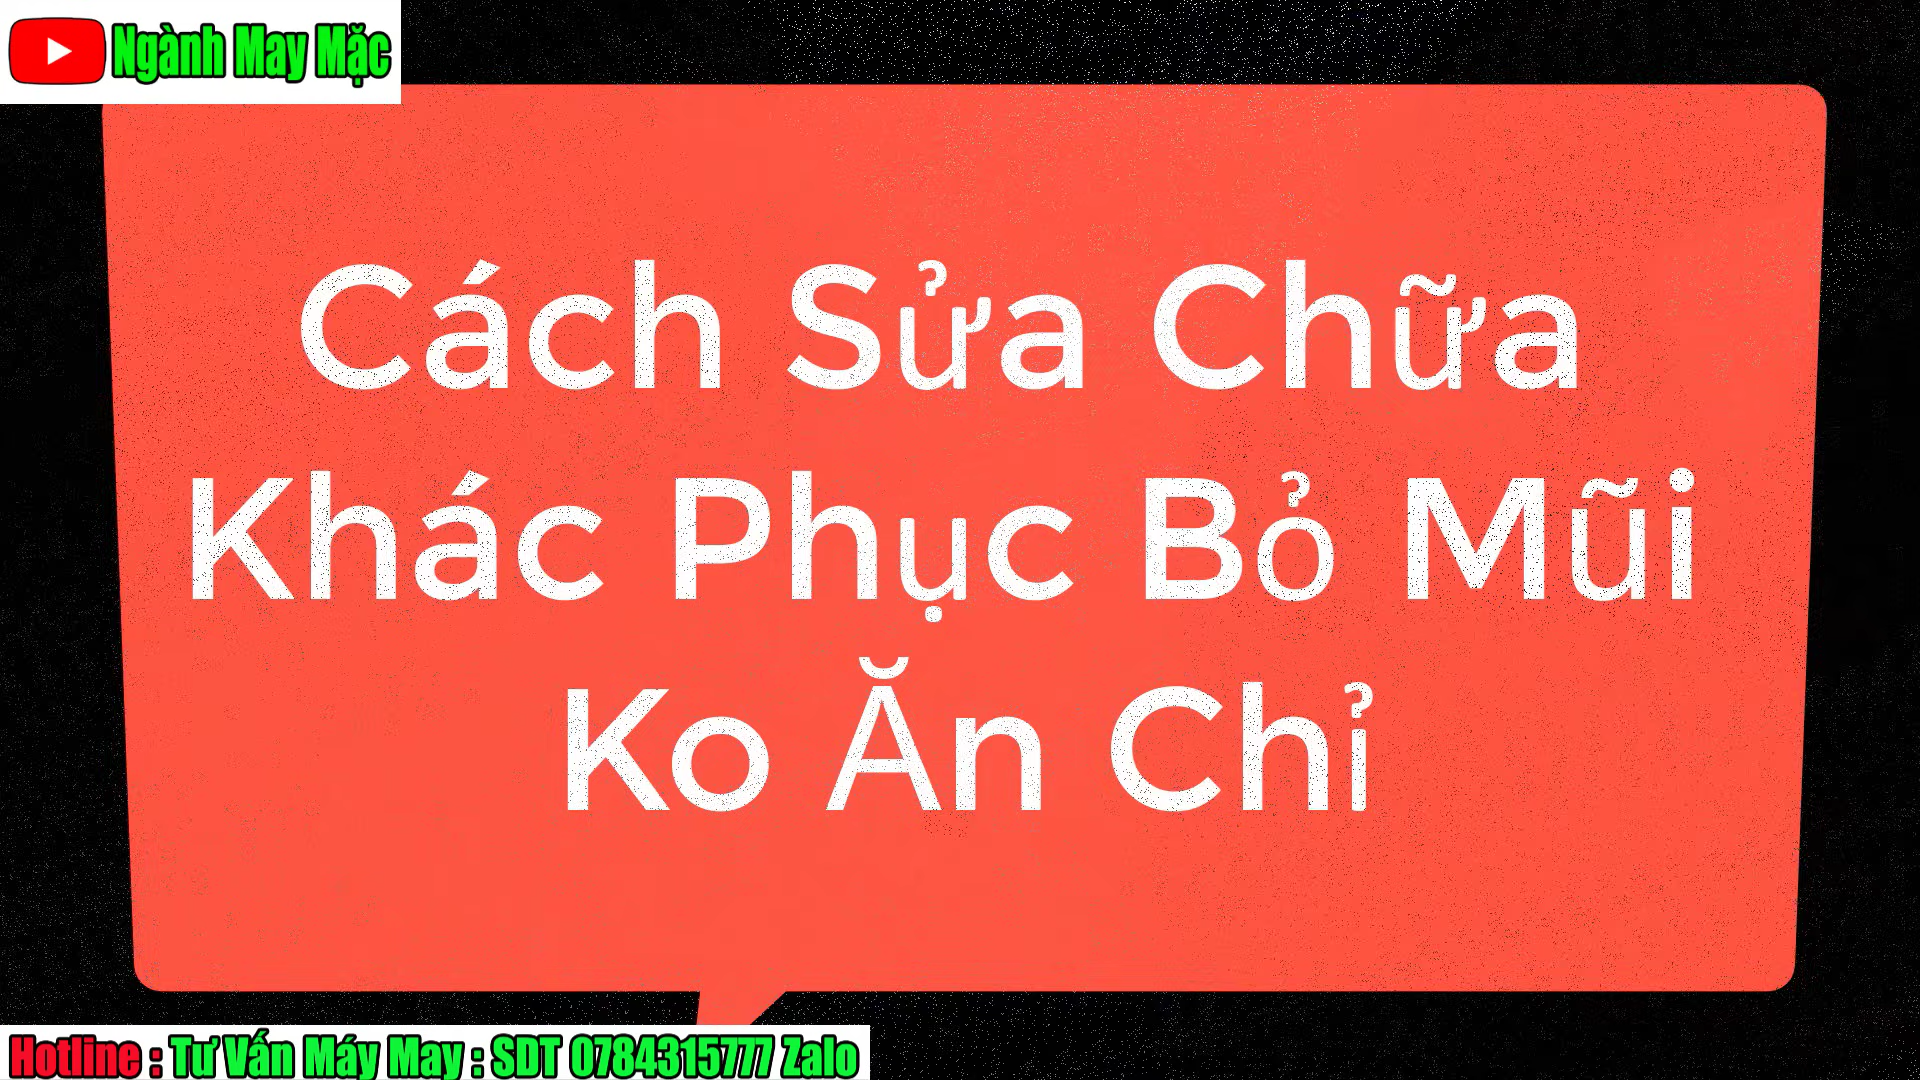 Ngành May Mặc
Cách Sửa Chữa
Khác Phục Bỏ Mũi
Ko Ăn Chỉ
Hotline : Tư Vấn Máy May : SDT 0784315777 Zalo